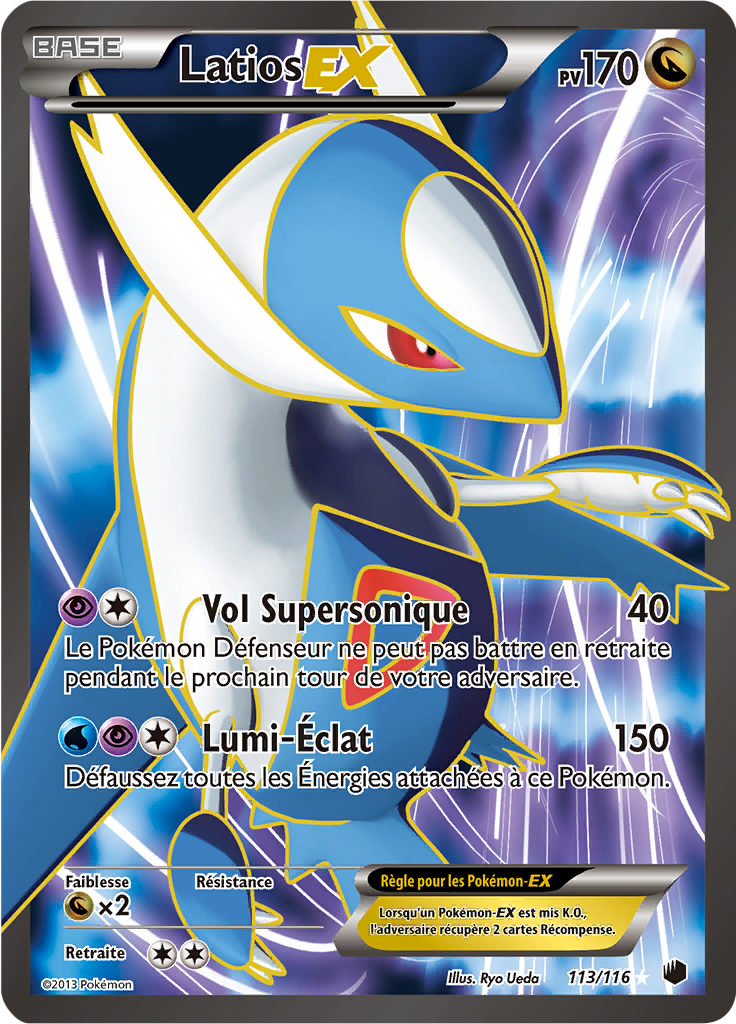 BASE
Latios EX
PV170
Vol Supersonique 40
Le Pokémon Défenseur ne peut pas battre en retraite
pendant le prochain tour de votre adversaire.
Lumi-Éclat 150
Défaussez toutes les Énergies attachées à ce Pokémon.
Faiblesse
Résistance
×2
Retraite
Règle pour les Pokémon-EX
Lorsqu'un Pokémon-EX est mis K.O.,
l'adversaire récupère 2 cartes Récompense.
©2013 Pokémon
Illus. Ryo Ueda
113/116